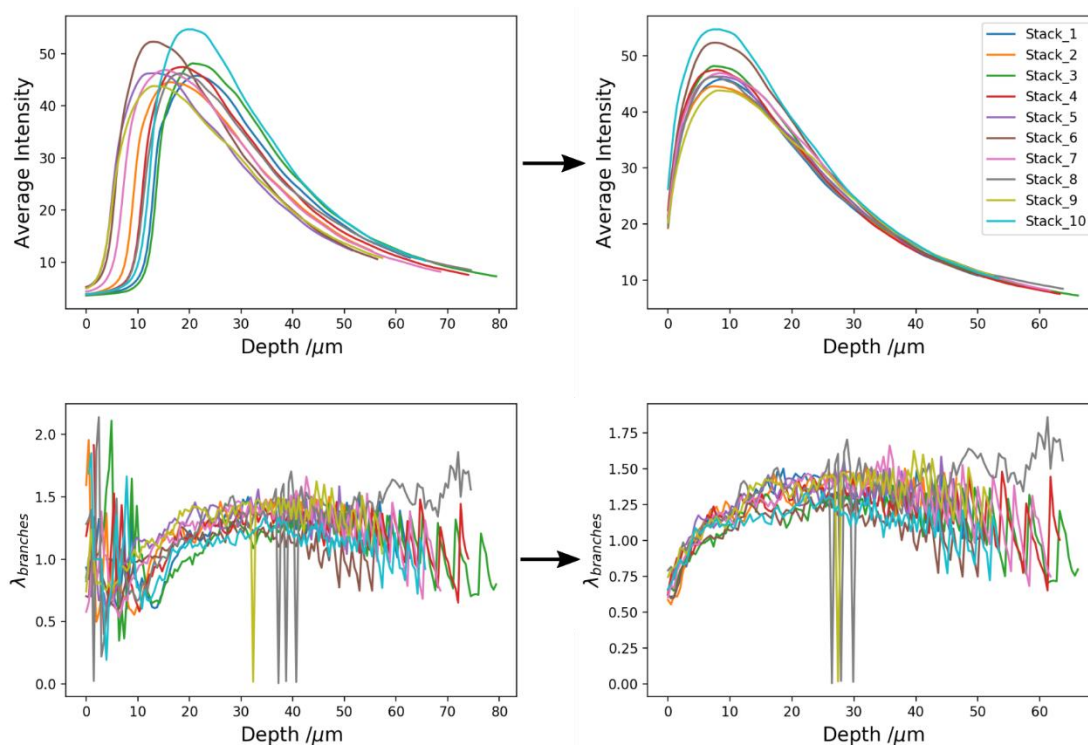 Average Intensity
50
40
30
20
10
0 10 20 30 40 50 60 70 80
Depth /μm
Average Intensity
50
40
30
20
10
0 10 20 30 40 50 60
Depth /μm
Stack_1
Stack_2
Stack_3
Stack_4
Stack_5
Stack_6
Stack_7
Stack_8
Stack_9
Stack_10
λbranches
2.0
1.5
1.0
0.5
0.0
0 10 20 30 40 50 60 70 80
Depth /μm
λbranches
1.75
1.50
1.25
1.00
0.75
0.50
0.25
0.00
0 10 20 30 40 50 60
Depth /μm